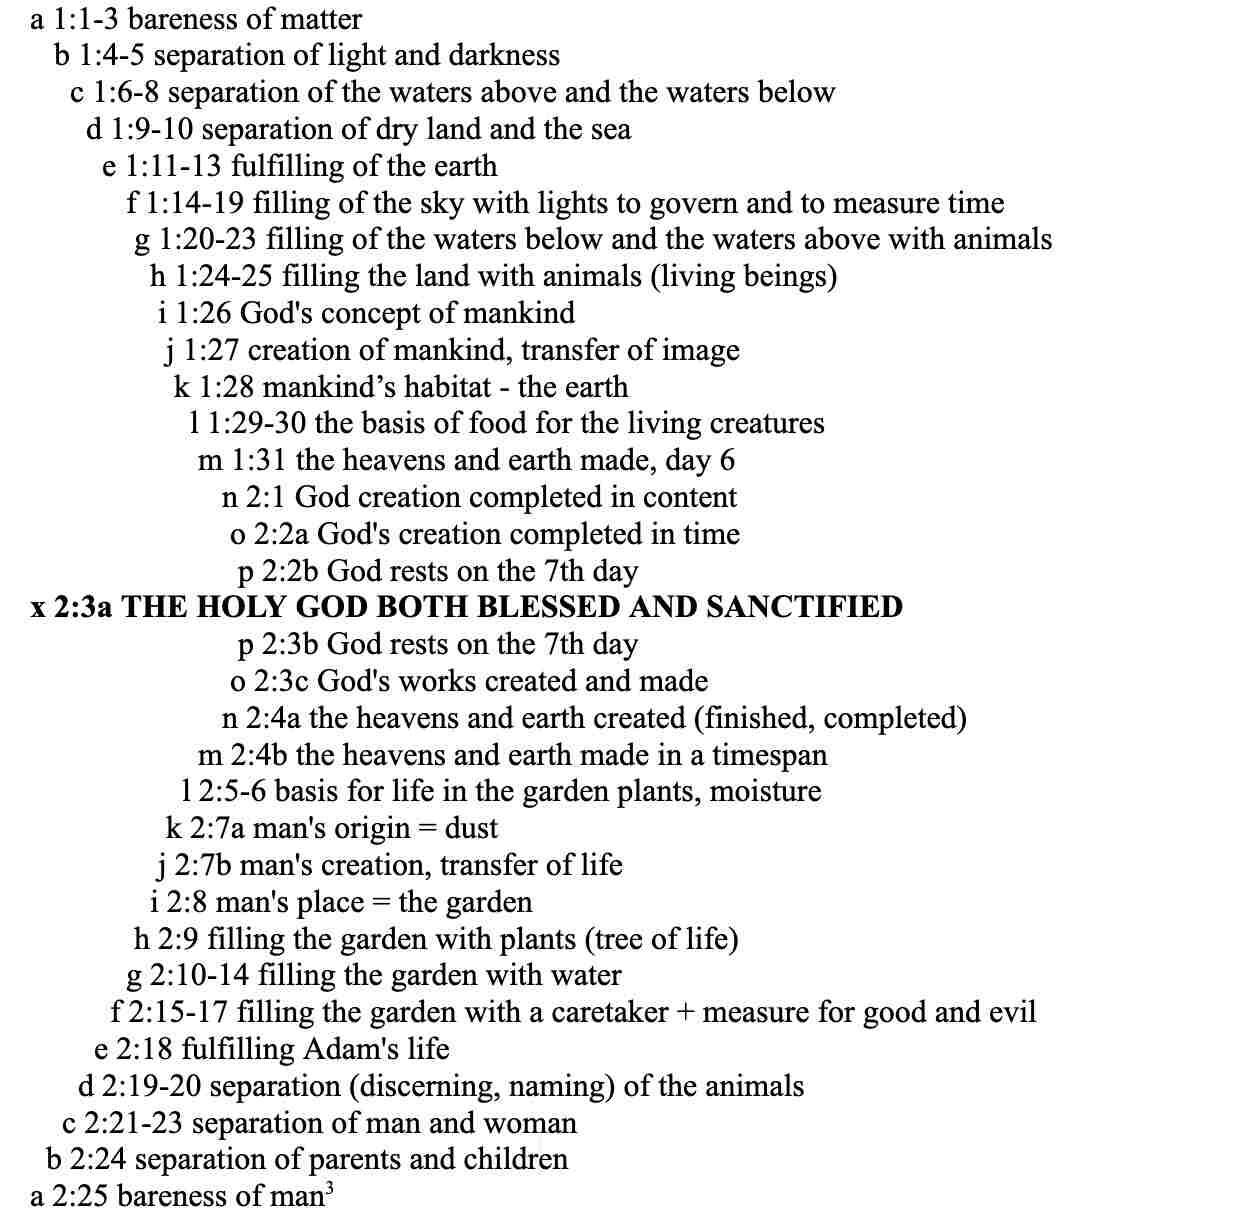 a 1:1-3 bareness of matter
b 1:4-5 separation of light and darkness
c 1:6-8 separation of the waters above and the waters below
d 1:9-10 separation of dry land and the sea
e 1:11-13 fulfilling of the earth
f 1:14-19 filling of the sky with lights to govern and to measure time
g 1:20-23 filling of the waters below and the waters above with animals
h 1:24-25 filling the land with animals (living beings)
i 1:26 God's concept of mankind
j 1:27 creation of mankind, transfer of image
k 1:28 mankind’s habitat - the earth
l 1:29-30 the basis of food for the living creatures
m 1:31 the heavens and earth made, day 6
n 2:1 God creation completed in content
o 2:2a God's creation completed in time
p 2:2b God rests on the 7th day
x 2:3a THE HOLY GOD BOTH BLESSED AND SANCTIFIED
p 2:3b God rests on the 7th day
o 2:3c God's works created and made
n 2:4a the heavens and earth created (finished, completed)
m 2:4b the heavens and earth made in a timespan
l 2:5-6 basis for life in the garden plants, moisture
k 2:7a man's origin = dust
j 2:7b man's creation, transfer of life
i 2:8 man's place = the garden
h 2:9 filling the garden with plants (tree of life)
g 2:10-14 filling the garden with water
f 2:15-17 filling the garden with a caretaker + measure for good and evil
e 2:18 fulfilling Adam's life
d 2:19-20 separation (discerning, naming) of the animals
c 2:21-23 separation of man and woman
b 2:24 separation of parents and children
a 2:25 bareness of man³